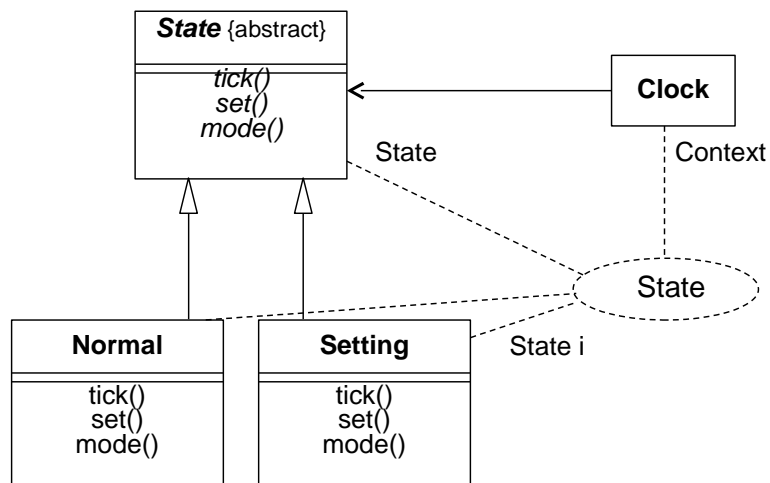 State {abstract}
tick()
set()
mode()
Clock
State
Context
State
Normal
tick()
set()
mode()
Setting
tick()
set()
mode()
State i